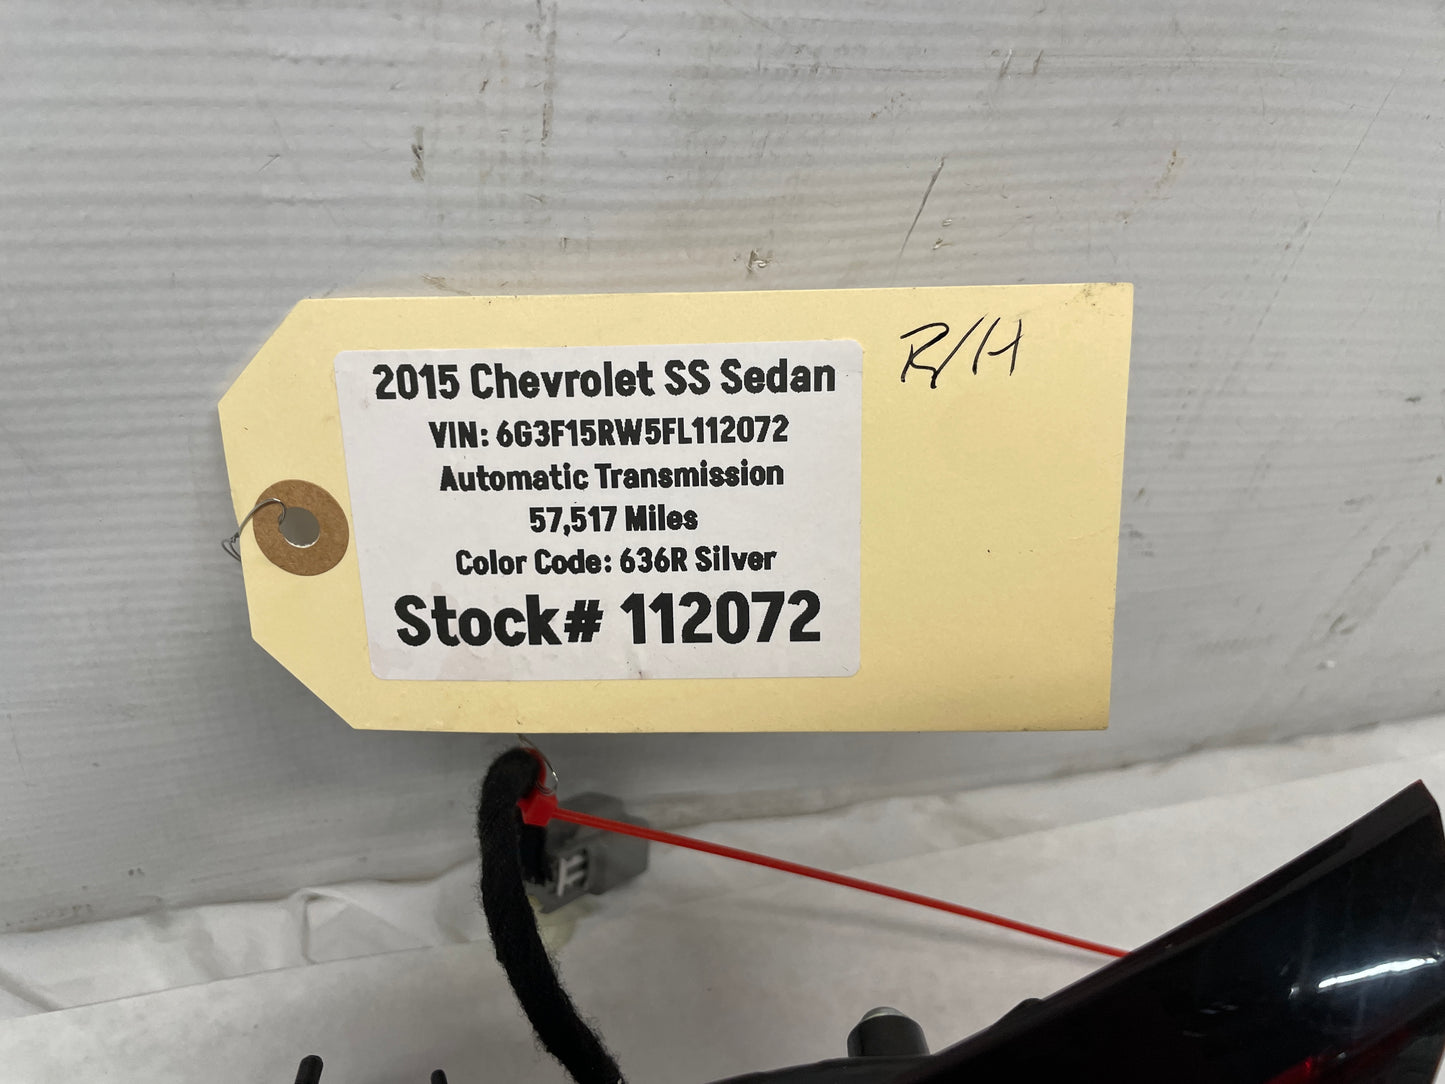 2015 Chevrolet SS Sedan
VIN: 6G3F15RW5FL112072
Automatic Transmission
57,517 Miles
Color Code: 636R Silver
Stock# 112072
R/H